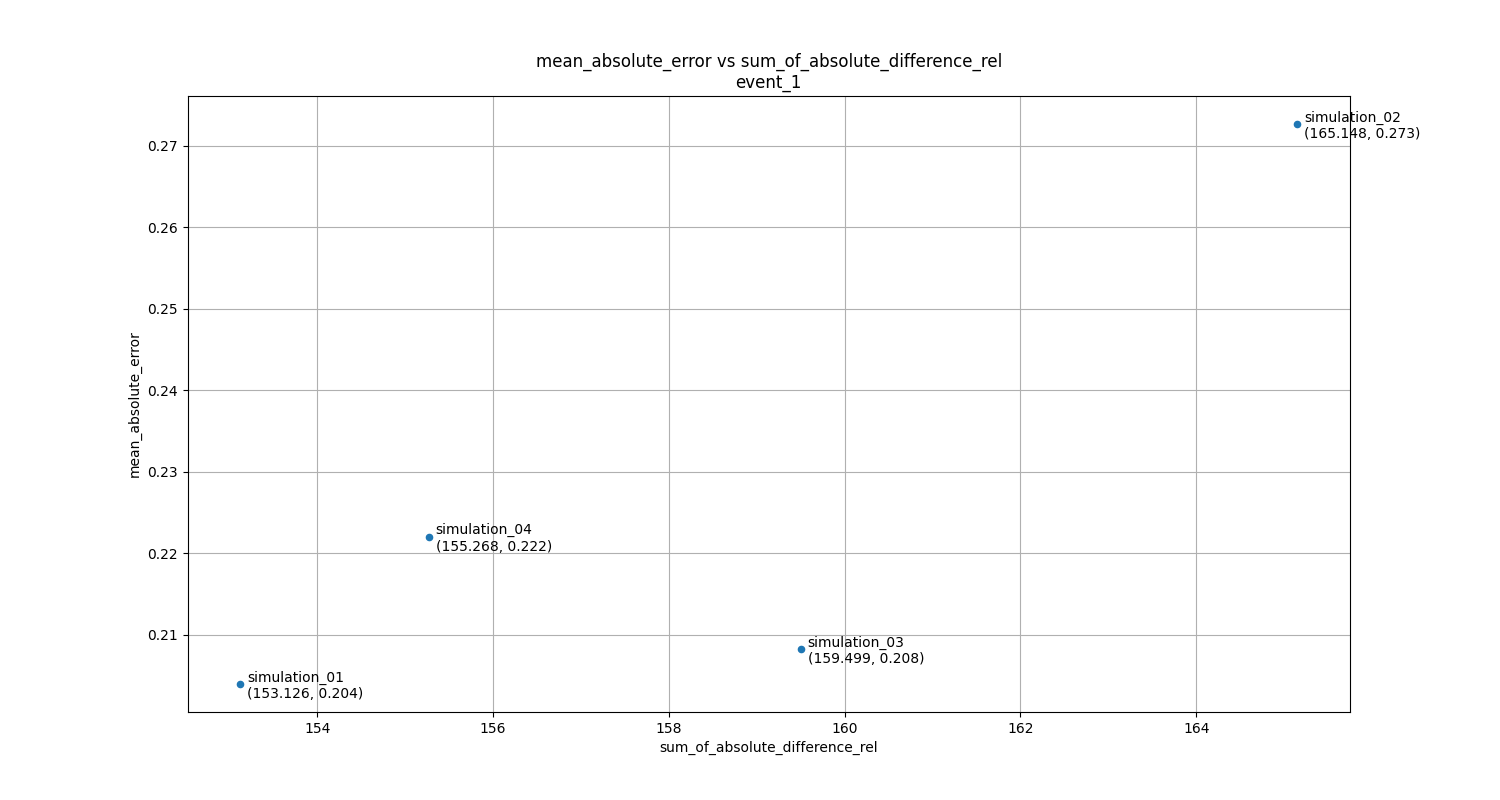 mean_absolute_error vs sum_of_absolute_difference_rel
event_1
simulation_02
(165.148, 0.273)
0.27
0.26
0.25
0.24
mean_absolute_error
0.23
simulation_04
(155.268, 0.222)
0.22
0.21
simulation_03
(159.499, 0.208)
simulation_01
(153.126, 0.204)
154 156 158 160 162 164
sum_of_absolute_difference_rel